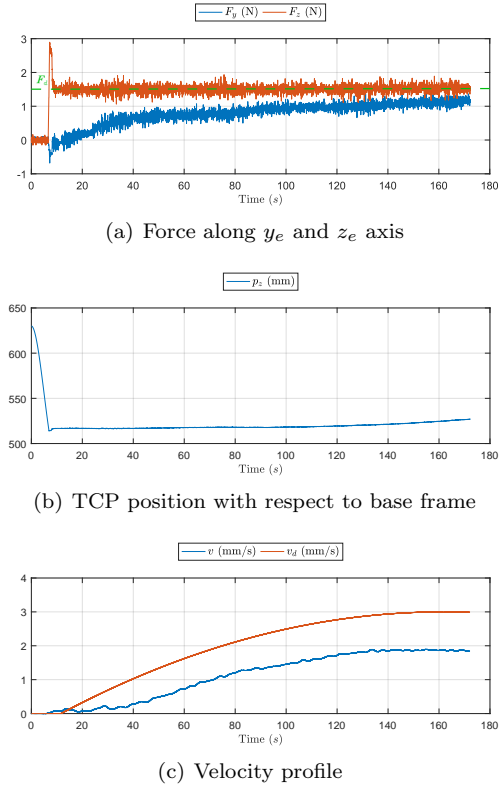 F_y (N) F_z (N)
3
2
1
0
-1
F_d
0 20 40 60 80 100 120 140 160 180
Time (s)
(a) Force along y_e and z_e axis
p_z (mm)
650
600
550
500
0 20 40 60 80 100 120 140 160 180
Time (s)
(b) TCP position with respect to base frame
v (mm/s) v_d (mm/s)
4
3
2
1
0
0 20 40 60 80 100 120 140 160 180
Time (s)
(c) Velocity profile